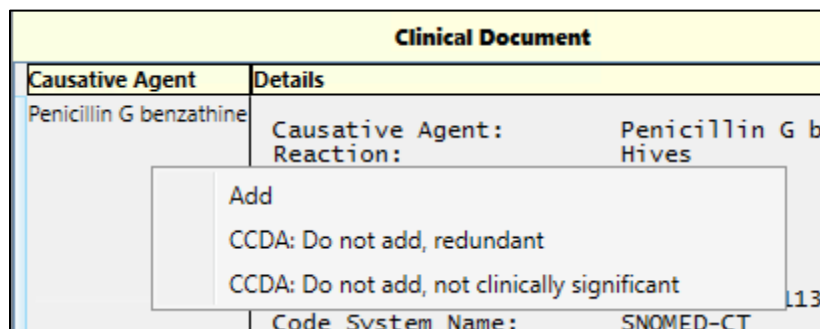 Clinical Document
Causative Agent Details
Penicillin G benzathine
Causative Agent: Penicillin G b
Reaction: Hives
Add
CCDA: Do not add, redundant
CCDA: Do not add, not clinically significant
113
Code System Name: SNOMED-CT